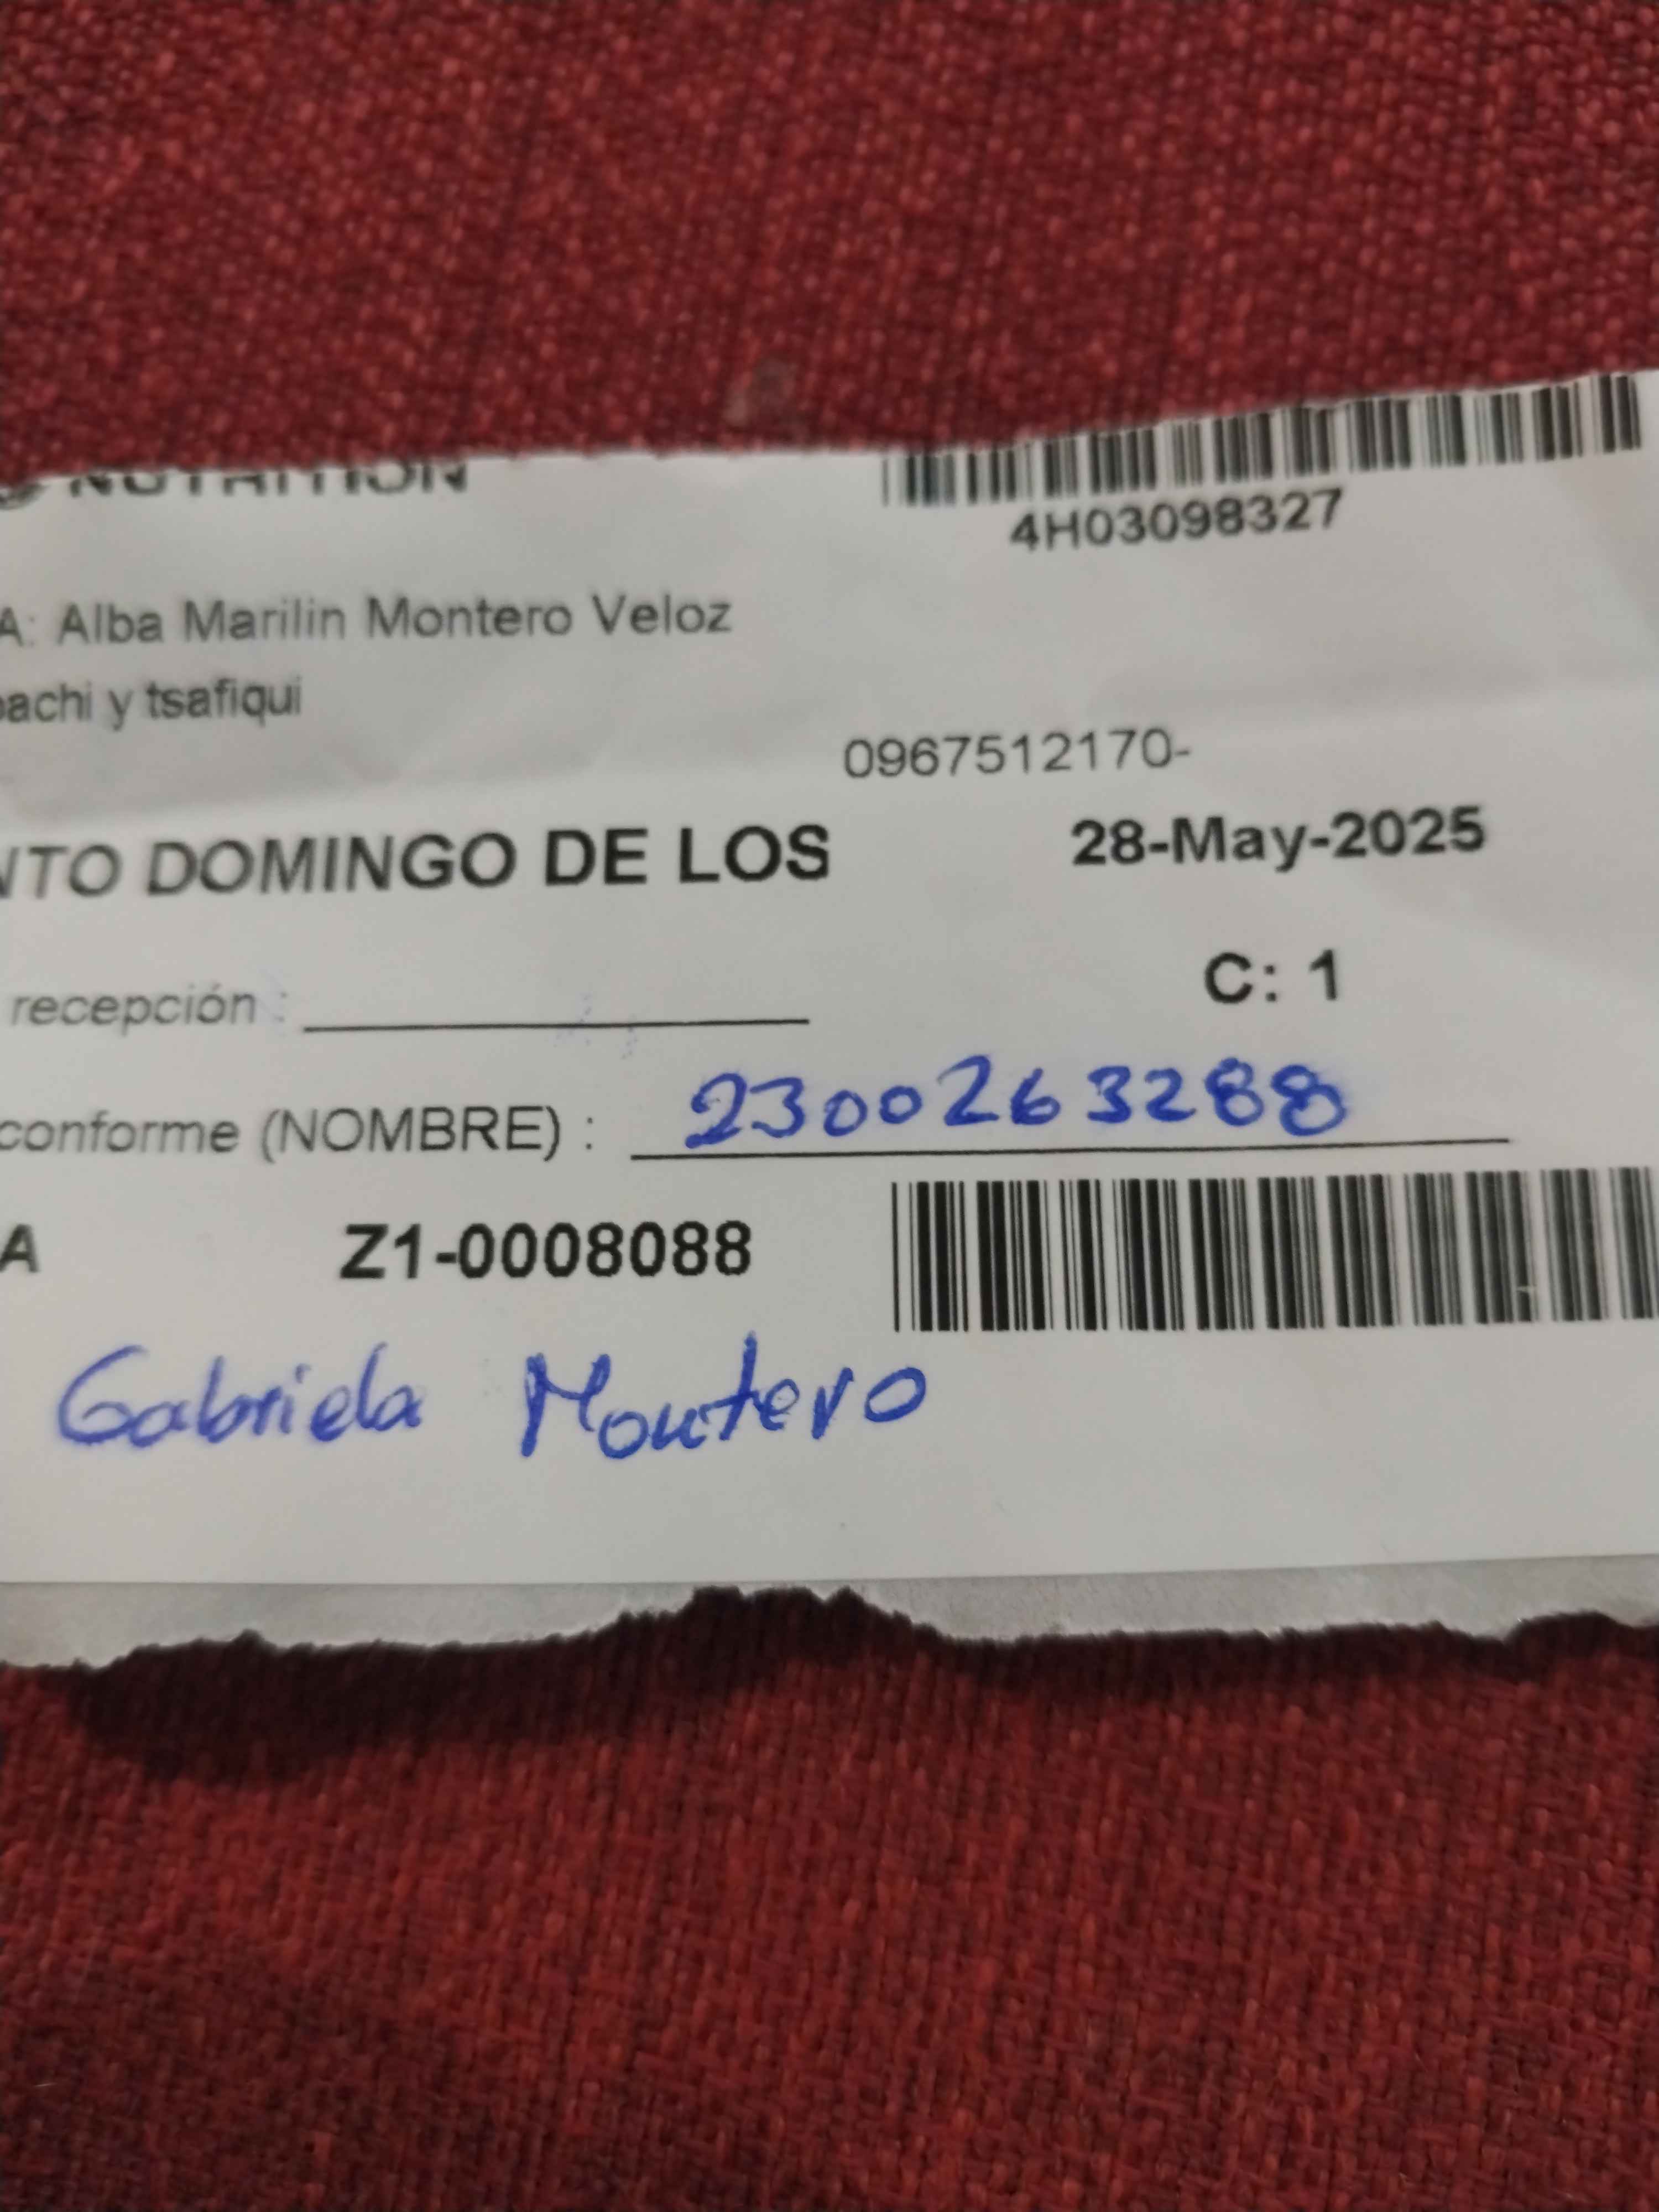 NUTRITION
4H03098327
A: Alba Marilin Montero Veloz
y tsafiqui
0967512170-
NTO DOMINGO DE LOS 28-May-2025
recepción : C: 1
conforme (NOMBRE) : 2300263288
A Z1-0008088
Gabriela Montero